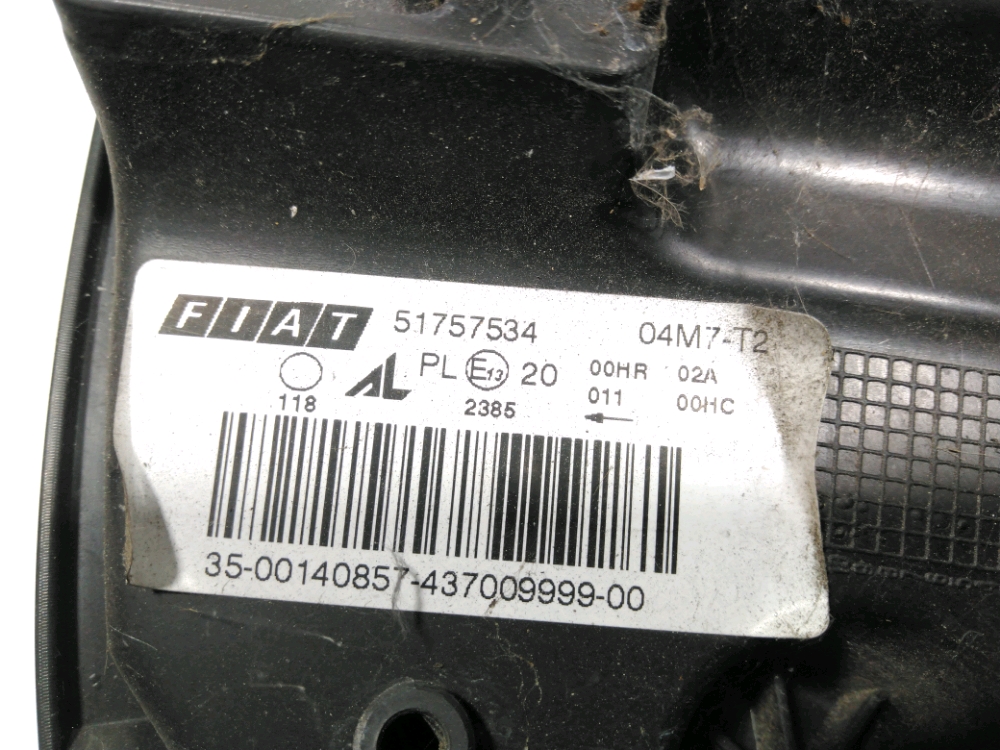 FIAT 51757534 04M7-T2
AL PL E13 20 00HR 02A
118 2385 011 00HC
35-00140857-437009999-00